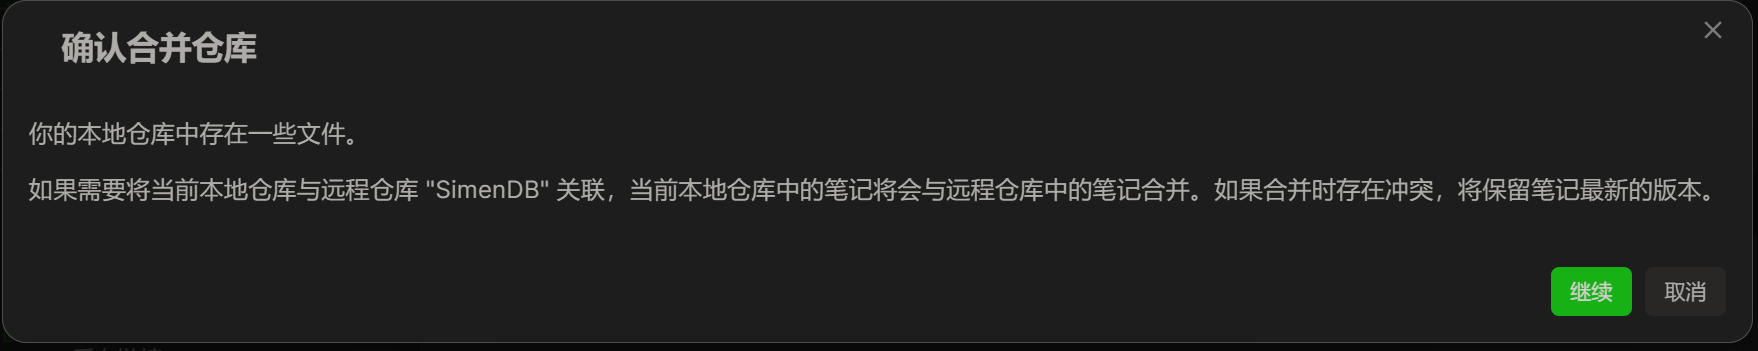 确认合并仓库
你的本地仓库中存在一些文件。
如果需要将当前本地仓库与远程仓库 "SimenDB" 关联，当前本地仓库中的笔记将会与远程仓库中的笔记合并。如果合并时存在冲突，将保留笔记最新的版本。
继续 取消